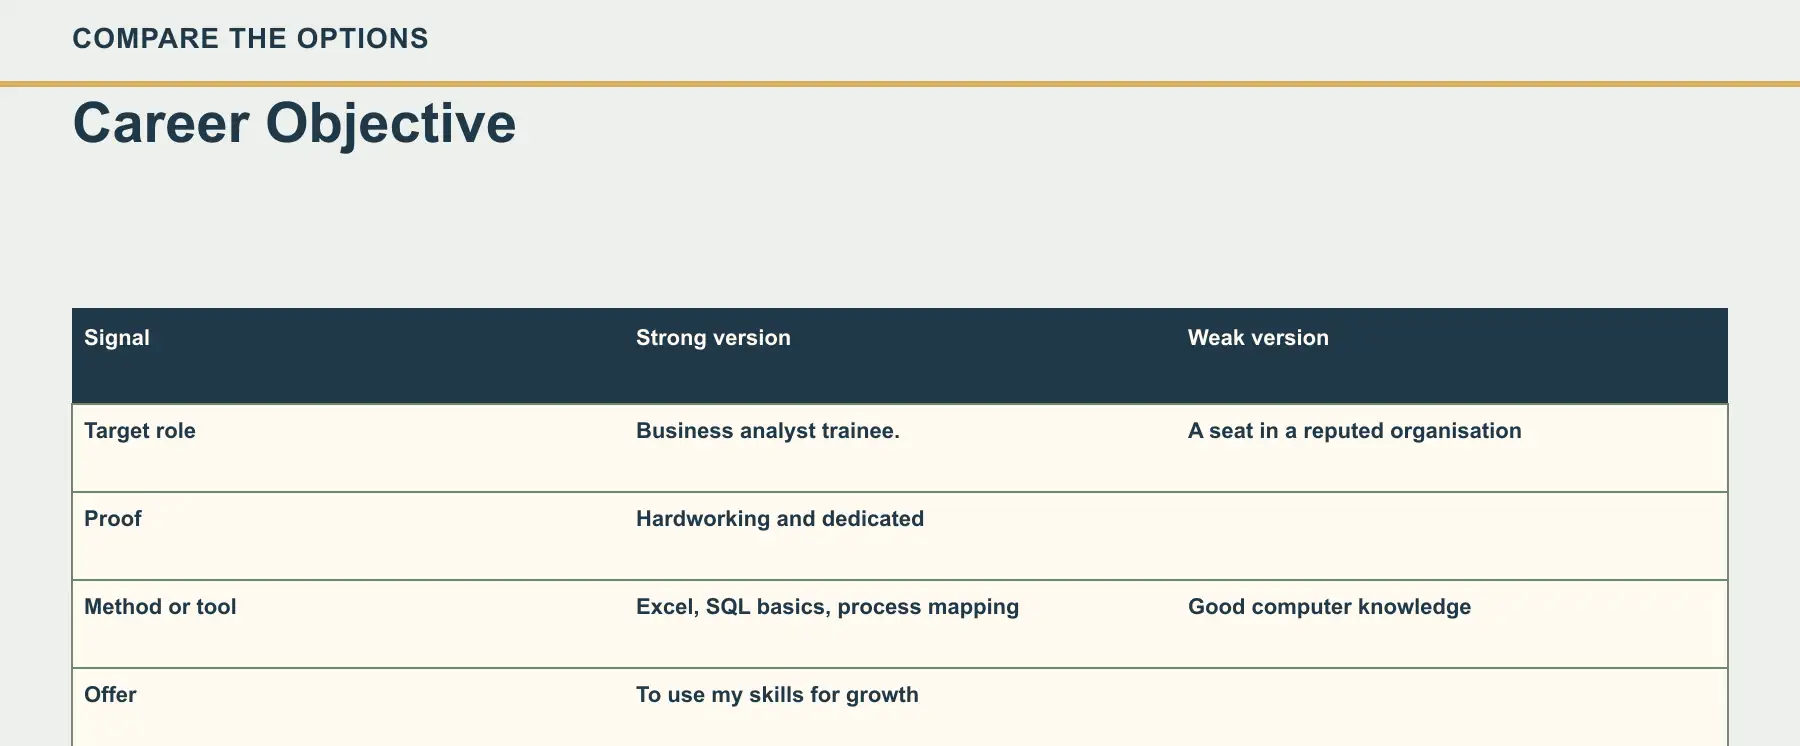 COMPARE THE OPTIONS
Career Objective
Signal Strong version Weak version
Target role Business analyst trainee. A seat in a reputed organisation
Proof Hardworking and dedicated
Method or tool Excel, SQL basics, process mapping Good computer knowledge
Offer To use my skills for growth